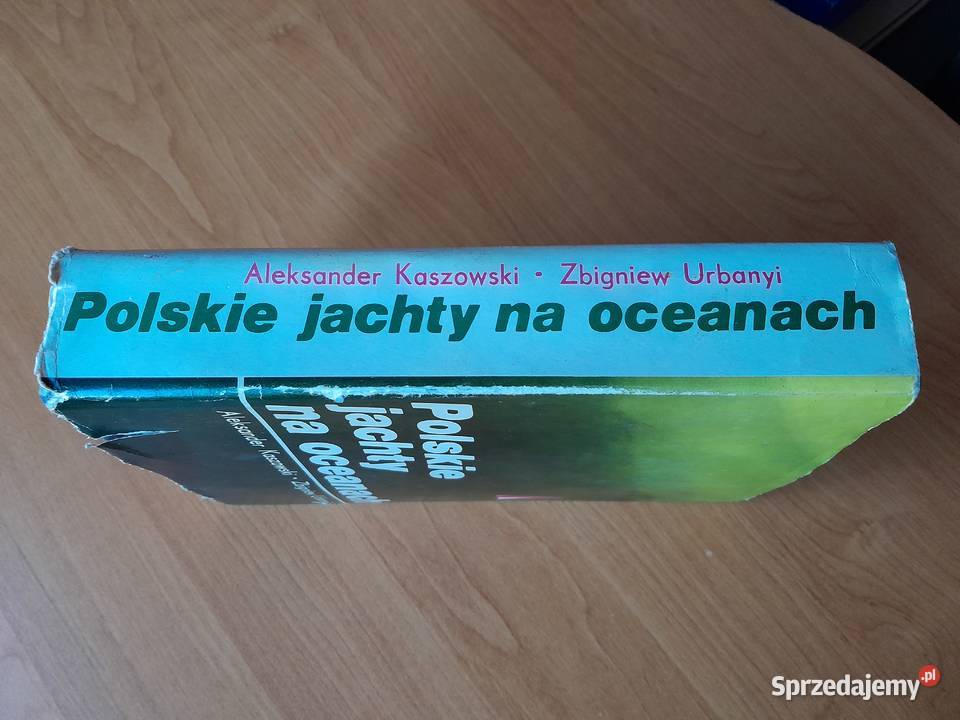 Aleksander Kaszowski • Zbigniew Urbanyi
Polskie jachty na oceanach
Polskie
jachty
na oceanach
Aleksander Kaszowski •
Sprzedajemy.pl